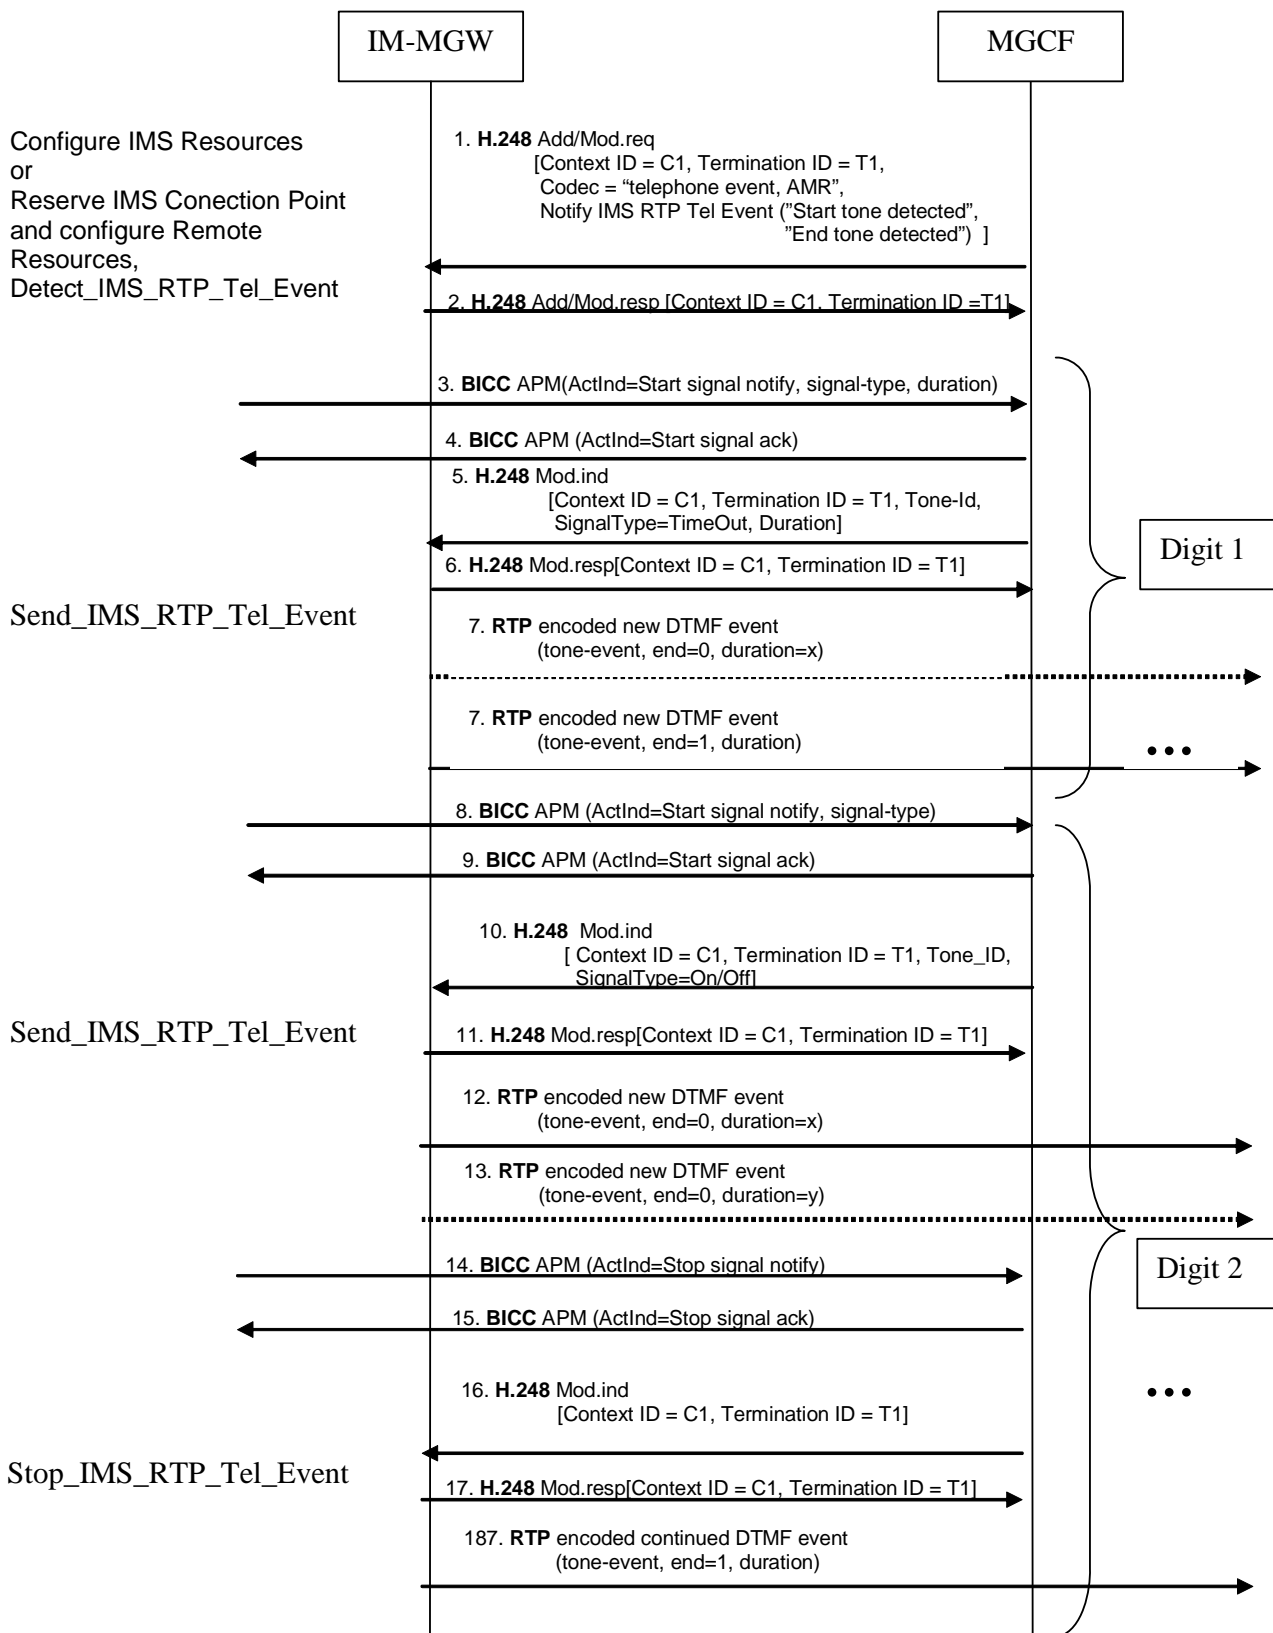 IM-MGW
MGCF
Configure IMS Resources
or
Reserve IMS Conection Point
and configure Remote
Resources,
Detect_IMS_RTP_Tel_Event
1. H.248 Add/Mod.req
[Context ID = C1, Termination ID = T1,
Codec = “telephone event, AMR”,
Notify IMS RTP Tel Event (”Start tone detected”,
”End tone detected”) ]
2. H.248 Add/Mod.resp [Context ID = C1, Termination ID =T1]
3. BICC APM(ActInd=Start signal notify, signal-type, duration)
4. BICC APM (ActInd=Start signal ack)
5. H.248 Mod.ind
[Context ID = C1, Termination ID = T1, Tone-Id,
SignalType=TimeOut, Duration]
Digit 1
6. H.248 Mod.resp[Context ID = C1, Termination ID = T1]
Send_IMS_RTP_Tel_Event
7. RTP encoded new DTMF event
(tone-event, end=0, duration=x)
7. RTP encoded new DTMF event
(tone-event, end=1, duration)
...
8. BICC APM (ActInd=Start signal notify, signal-type)
9. BICC APM (ActInd=Start signal ack)
10. H.248 Mod.ind
[ Context ID = C1, Termination ID = T1, Tone_ID,
SignalType=On/Off]
Send_IMS_RTP_Tel_Event
11. H.248 Mod.resp[Context ID = C1, Termination ID = T1]
12. RTP encoded new DTMF event
(tone-event, end=0, duration=x)
13. RTP encoded new DTMF event
(tone-event, end=0, duration=y)
14. BICC APM (ActInd=Stop signal notify)
Digit 2
15. BICC APM (ActInd=Stop signal ack)
16. H.248 Mod.ind
[Context ID = C1, Termination ID = T1]
...
Stop_IMS_RTP_Tel_Event
17. H.248 Mod.resp[Context ID = C1, Termination ID = T1]
187. RTP encoded continued DTMF event
(tone-event, end=1, duration)